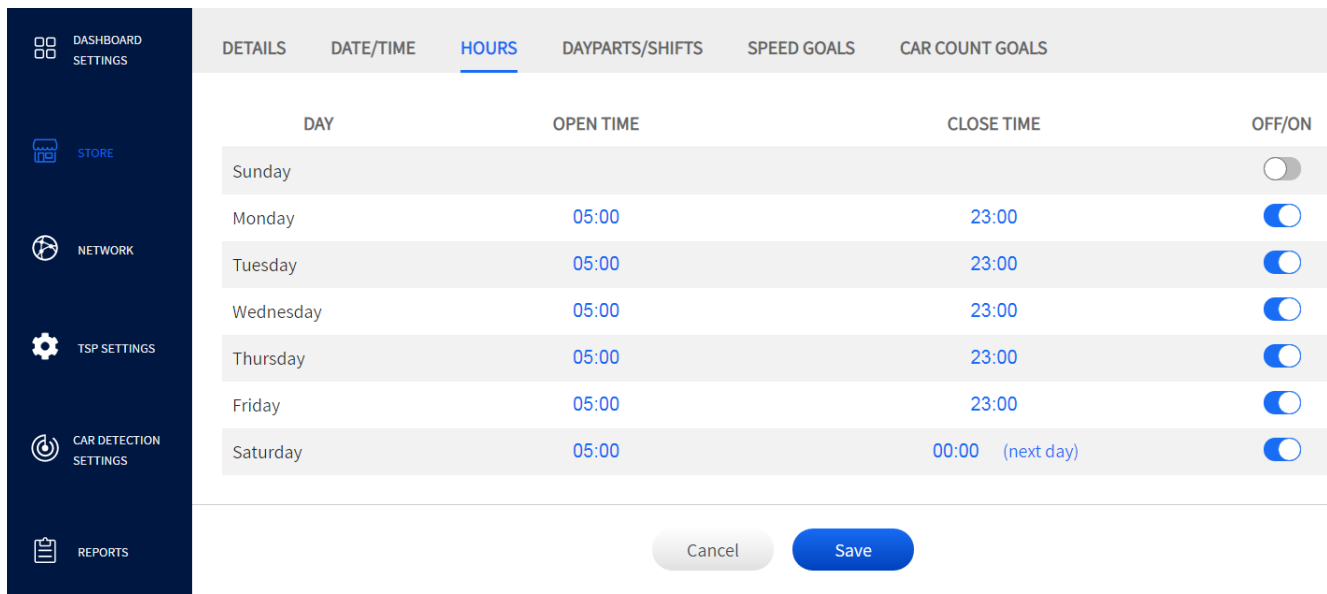 DASHBOARD
SETTINGS
STORE
NETWORK
TSP SETTINGS
CAR DETECTION
SETTINGS
REPORTS
DETAILS DATE/TIME HOURS DAYPARTS/SHIFTS SPEED GOALS CAR COUNT GOALS
DAY OPEN TIME CLOSE TIME OFF/ON
Sunday
Monday 05:00 23:00
Tuesday 05:00 23:00
Wednesday 05:00 23:00
Thursday 05:00 23:00
Friday 05:00 23:00
Saturday 05:00 00:00 (next day)
Cancel Save